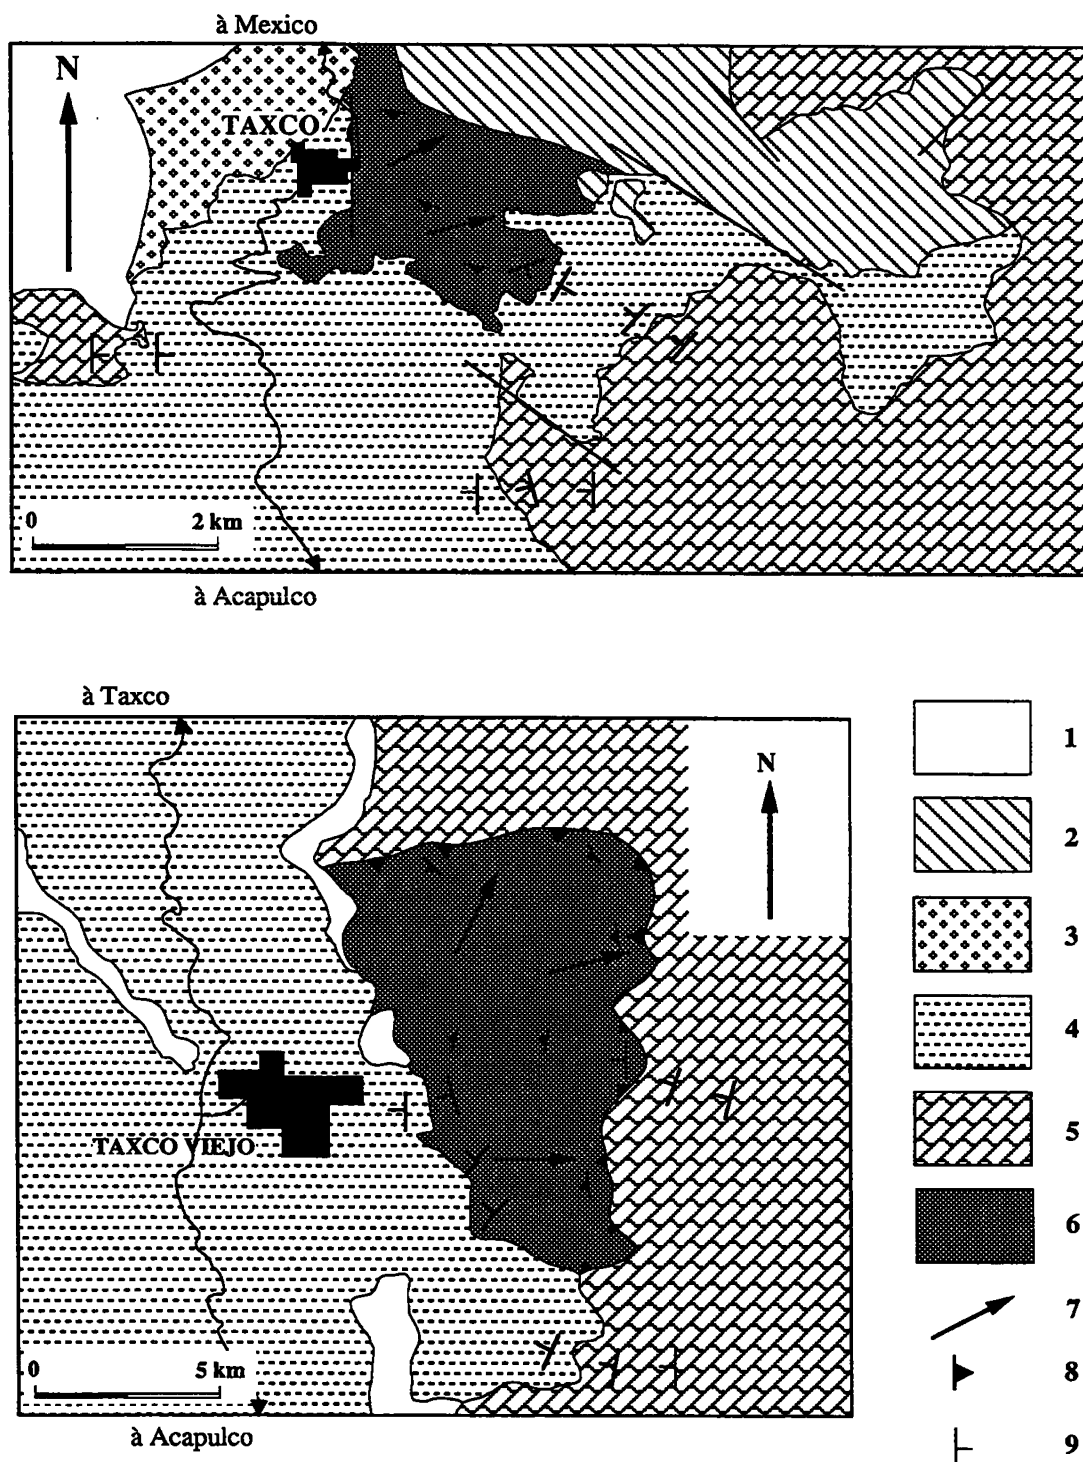 à Mexico
N
TAXCO
0 2 km
à Acapulco
à Taxco
N
TAXCO VIEJO
0 5 km
à Acapulco
1
2
3
4
5
6
7
8
9